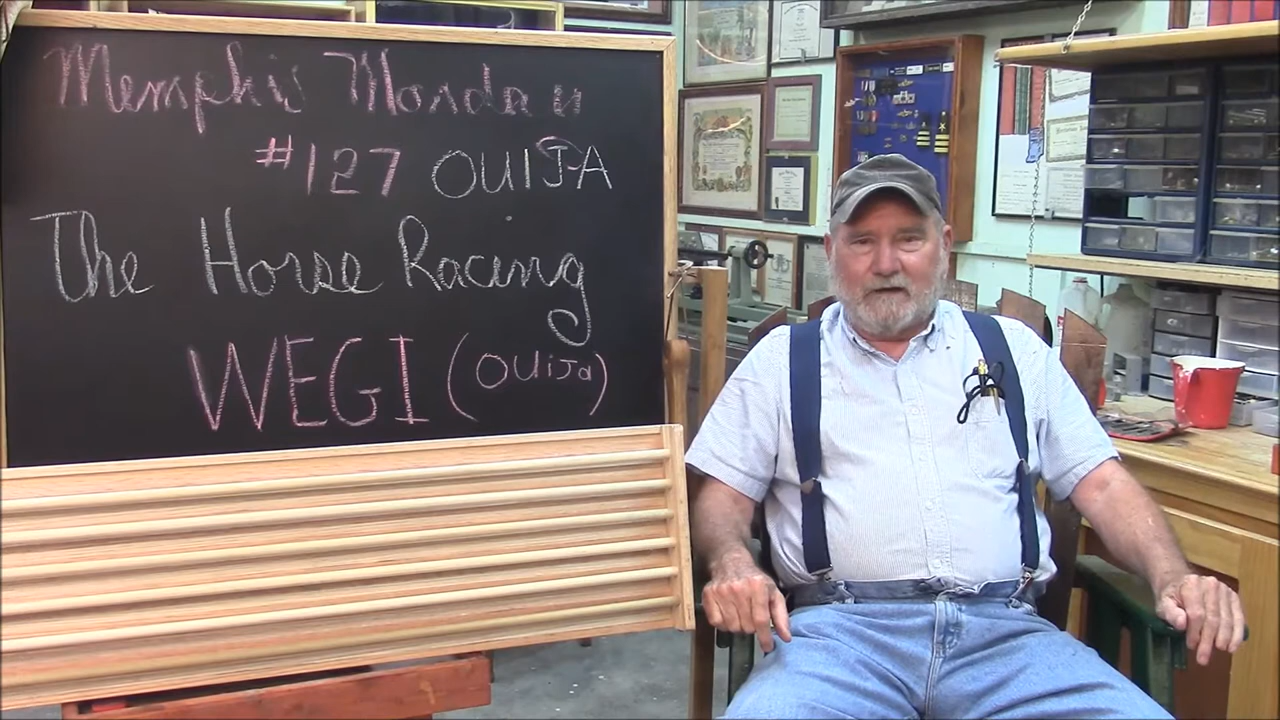 Memphis Monday
#127 OUIJA
The Horse Racing
WEGI (OUiJa)